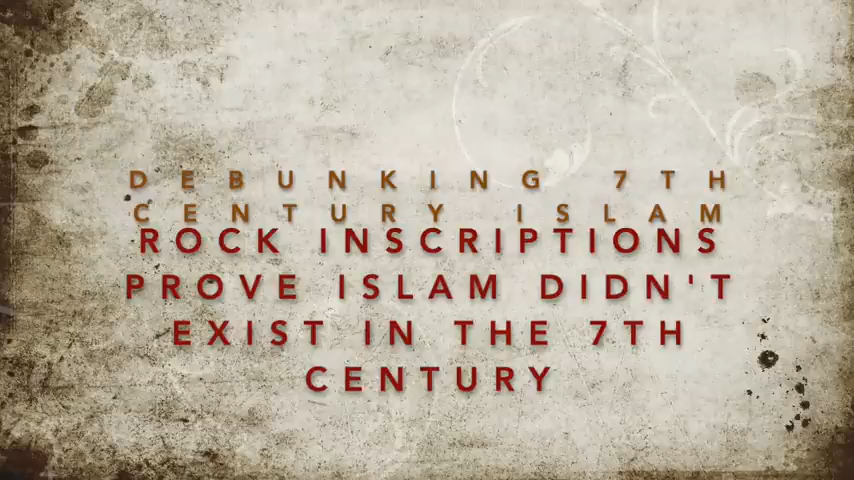 DEBUNKING 7TH
CENTURY ISLAM
ROCK INSCRIPTIONS
PROVE ISLAM DIDN'T
EXIST IN THE 7TH
CENTURY